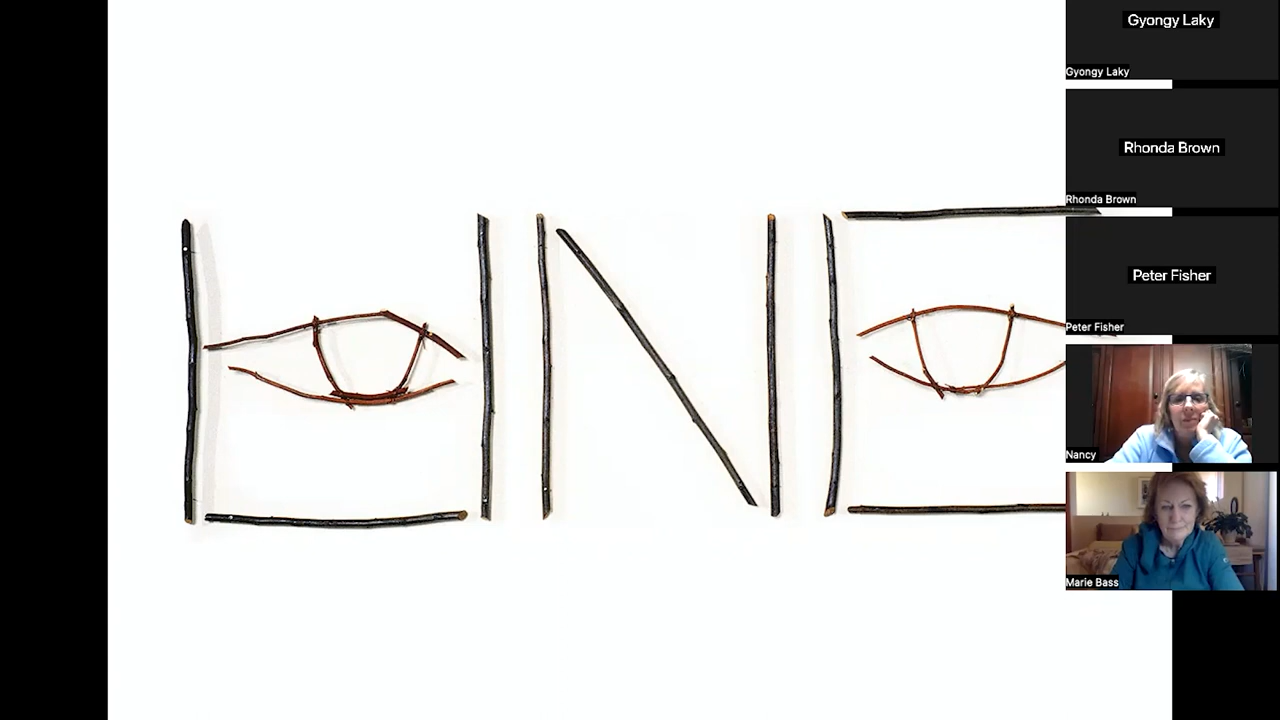 Gyongy Laky
Gyongy Laky
Rhonda Brown
Rhonda Brown
Peter Fisher
Peter Fisher
Nancy
Marie Bass